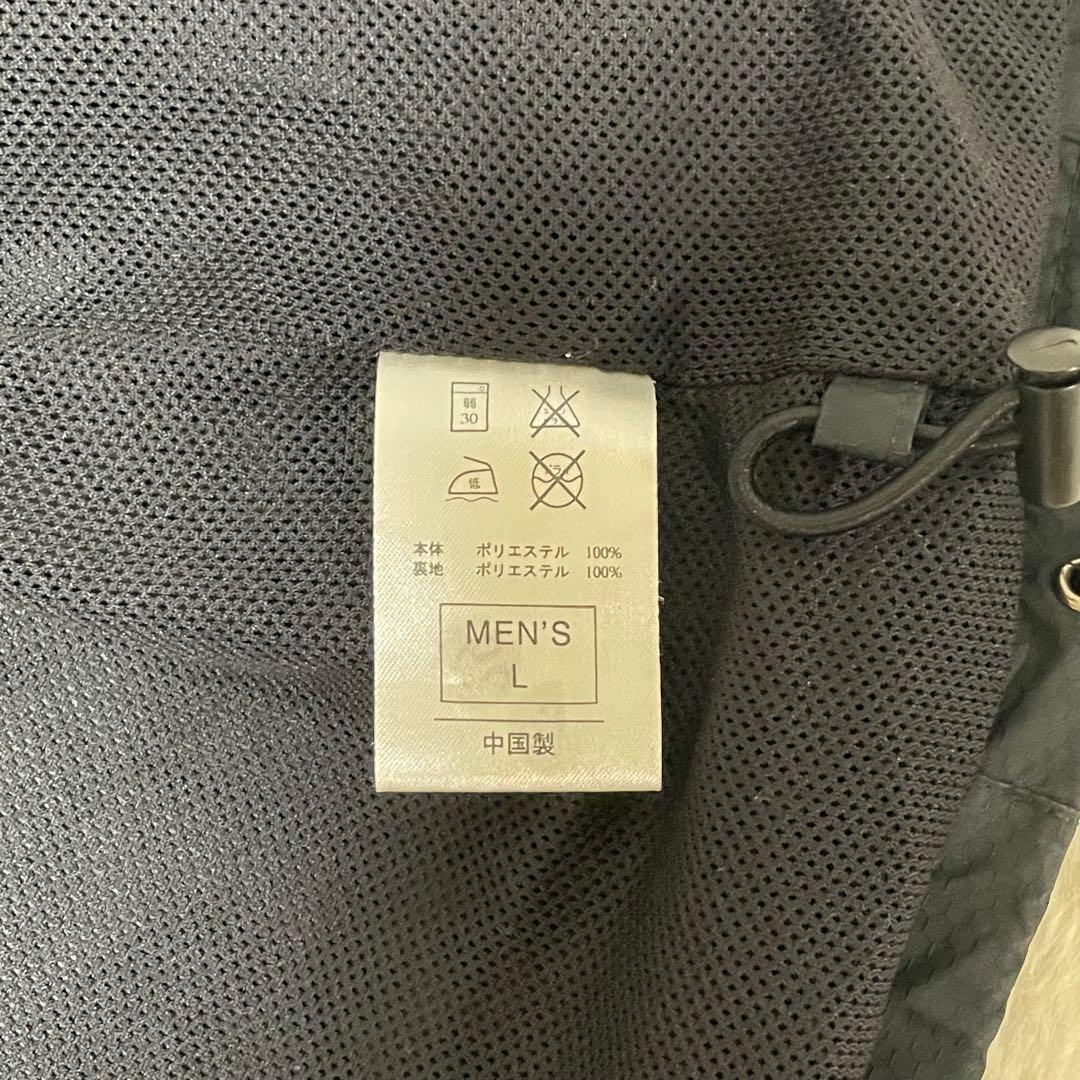 弱
30
低
本体 ポリエステル 100%
裏地 ポリエステル 100%
MEN'S
L
中国製